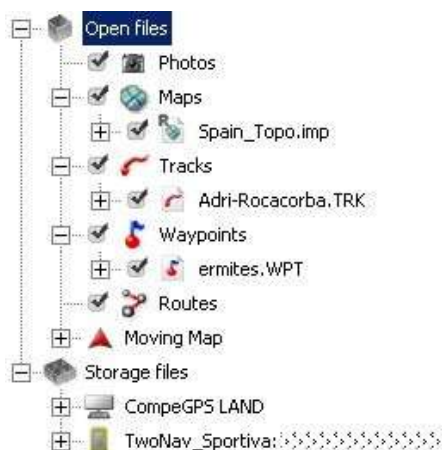 Open files
Photos
Maps
Spain_Topo.imp
Tracks
Adri-Rocacorba.TRK
Waypoints
ermites.WPT
Routes
Moving Map
Storage files
CompeGPS LAND
TwoNav_Sportiva: